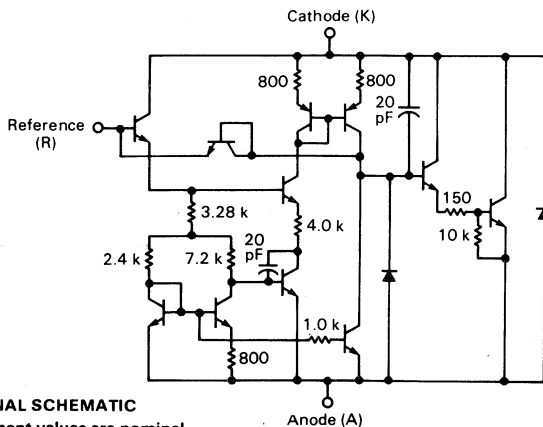 Cathode (K)
800
800
20
pF
Reference
(R)
3.28 k
150
4.0 k
10 k
2.4 k
7.2 k
20
pF
1.0 k
800
NAL SCHEMATIC
Anode (A)